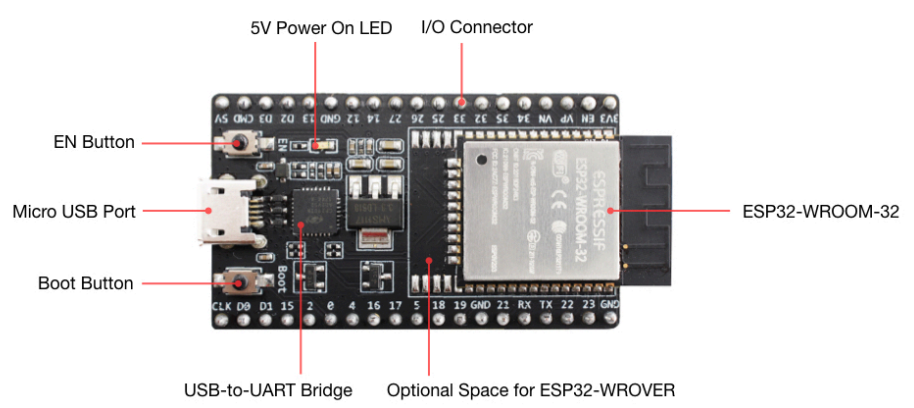 5V Power On LED
I/O Connector
5V CMD D3 D2 13 GND 12 14 27 26 25 33 32 35 34 VN VP EN 3V3
EN Button
EN
Micro USB Port
ESPRESSIF
ESP32-WROOM-32
ESP32-WROOM-32
Boot Button
Boot
CLK D0 D1 15 2 0 4 16 17 5 18 19 GND 21 RX TX 22 23 GND
USB-to-UART Bridge
Optional Space for ESP32-WROVER